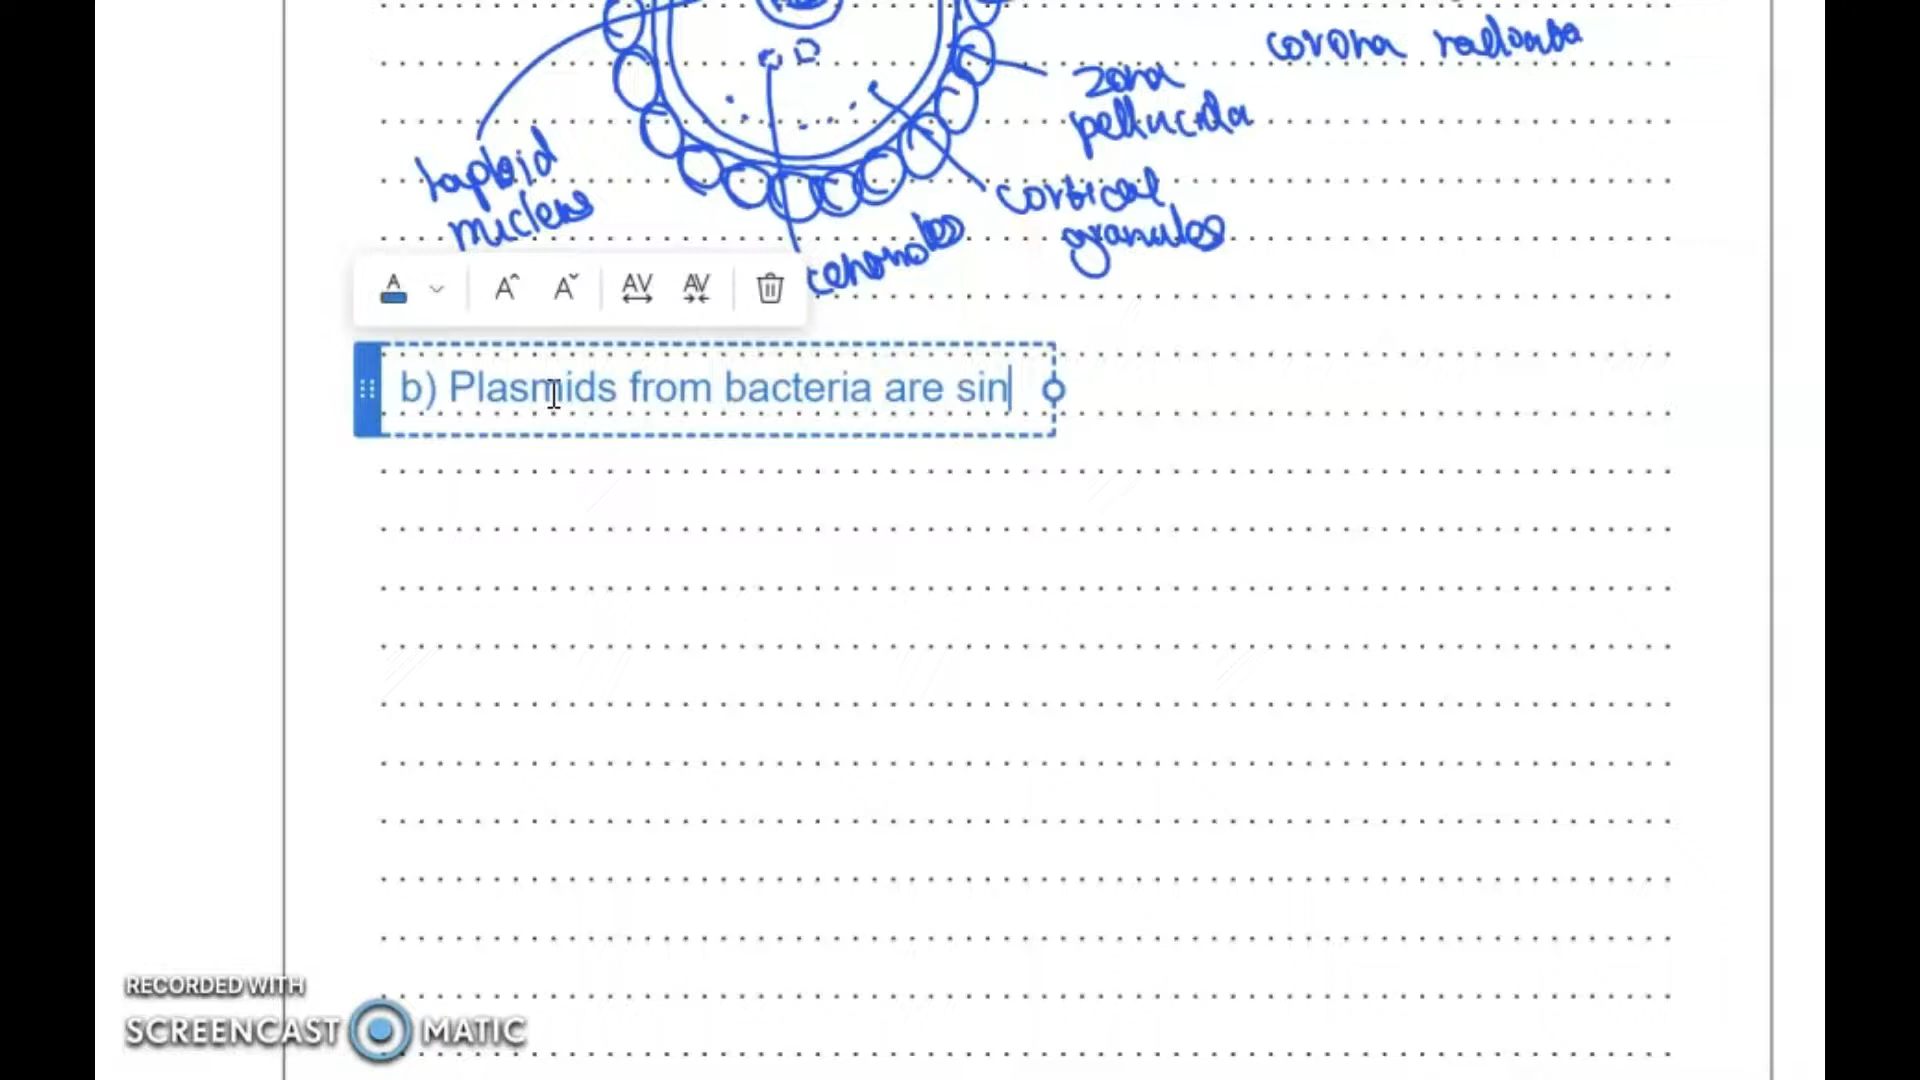 corona radiata
zona
pellucida
haploid
nucleus
cortical
granules
b) Plasmids from bacteria are sin
RECORDED WITH
SCREENCAST MATIC